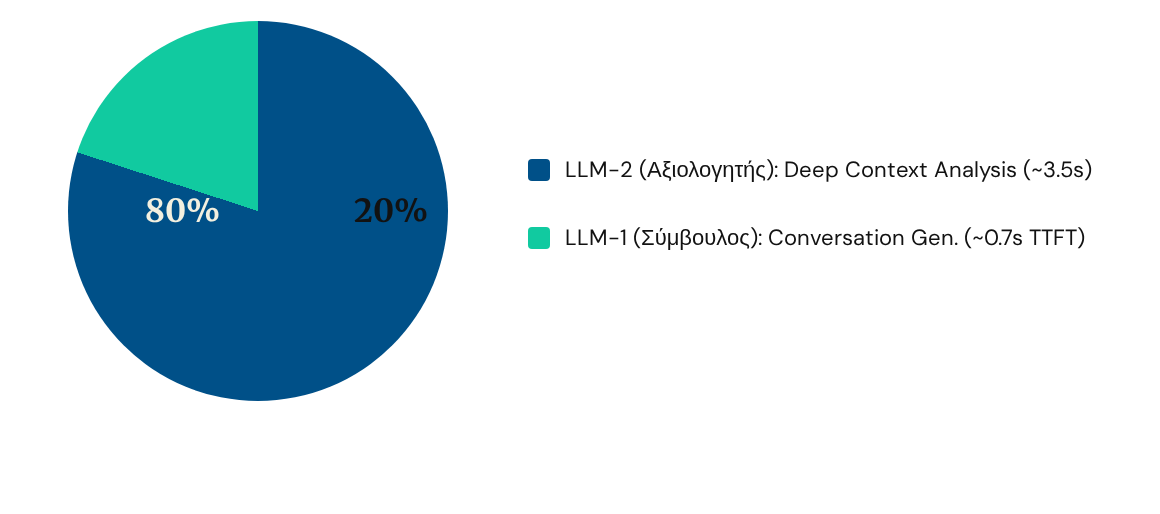 80%
20%
LLM-2 (Αξιολογητής): Deep Context Analysis (~3.5s)
LLM-1 (Σύμβουλος): Conversation Gen. (~0.7s TTFT)